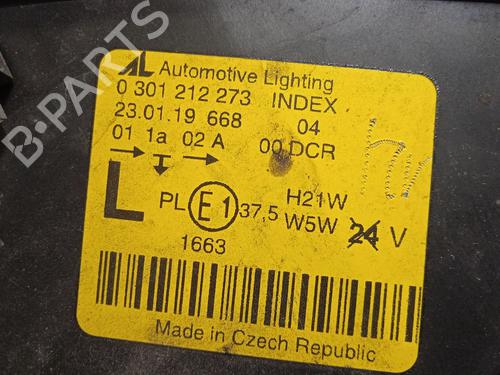 B-PARTS
AL Automotive Lighting
0 301 212 273 INDEX
23.01.19 668 04
01 1a 02 A 00 DCR
L PL E1 37,5 H21W
W5W 24 V
1663
Made in Czech Republic